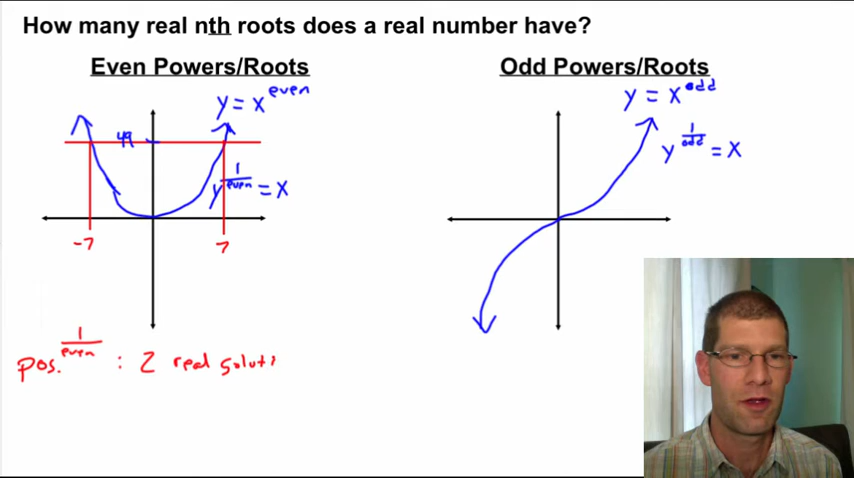 How many real nth roots does a real number have?
Even Powers/Roots
y = x^even
49
y^(1/even) = x
-7
7
pos.^(1/even) : 2 real soluti
Odd Powers/Roots
y = x^odd
y^(1/odd) = x